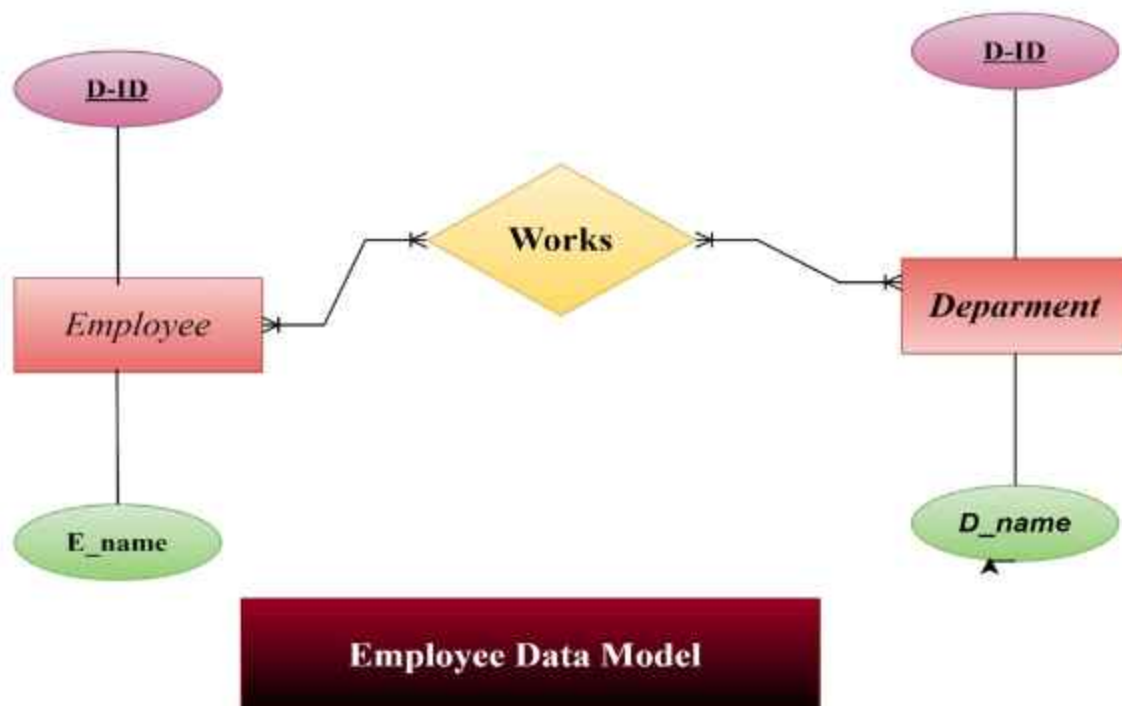 D-ID
D-ID
Works
Employee
Deparment
E_name
D_name
Employee Data Model